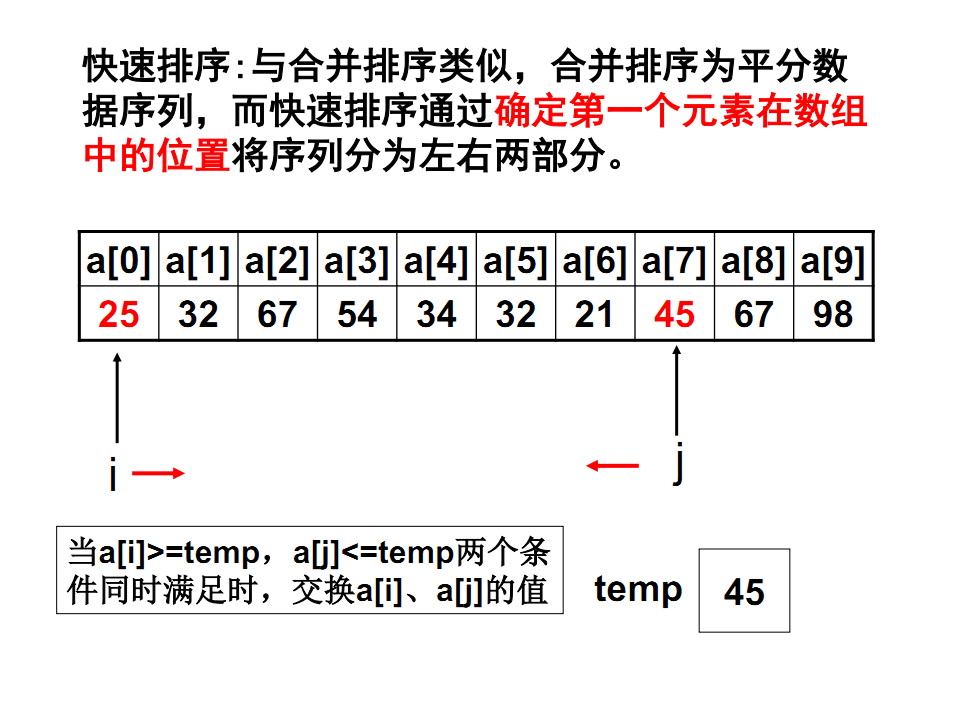 快速排序:与合并排序类似，合并排序为平分数
据序列，而快速排序通过确定第一个元素在数组
中的位置将序列分为左右两部分。
a[0] a[1] a[2] a[3] a[4] a[5] a[6] a[7] a[8] a[9]
25 32 67 54 34 32 21 45 67 98
i j
当a[i]>=temp，a[j]<=temp两个条
件同时满足时，交换a[i]、a[j]的值
temp 45